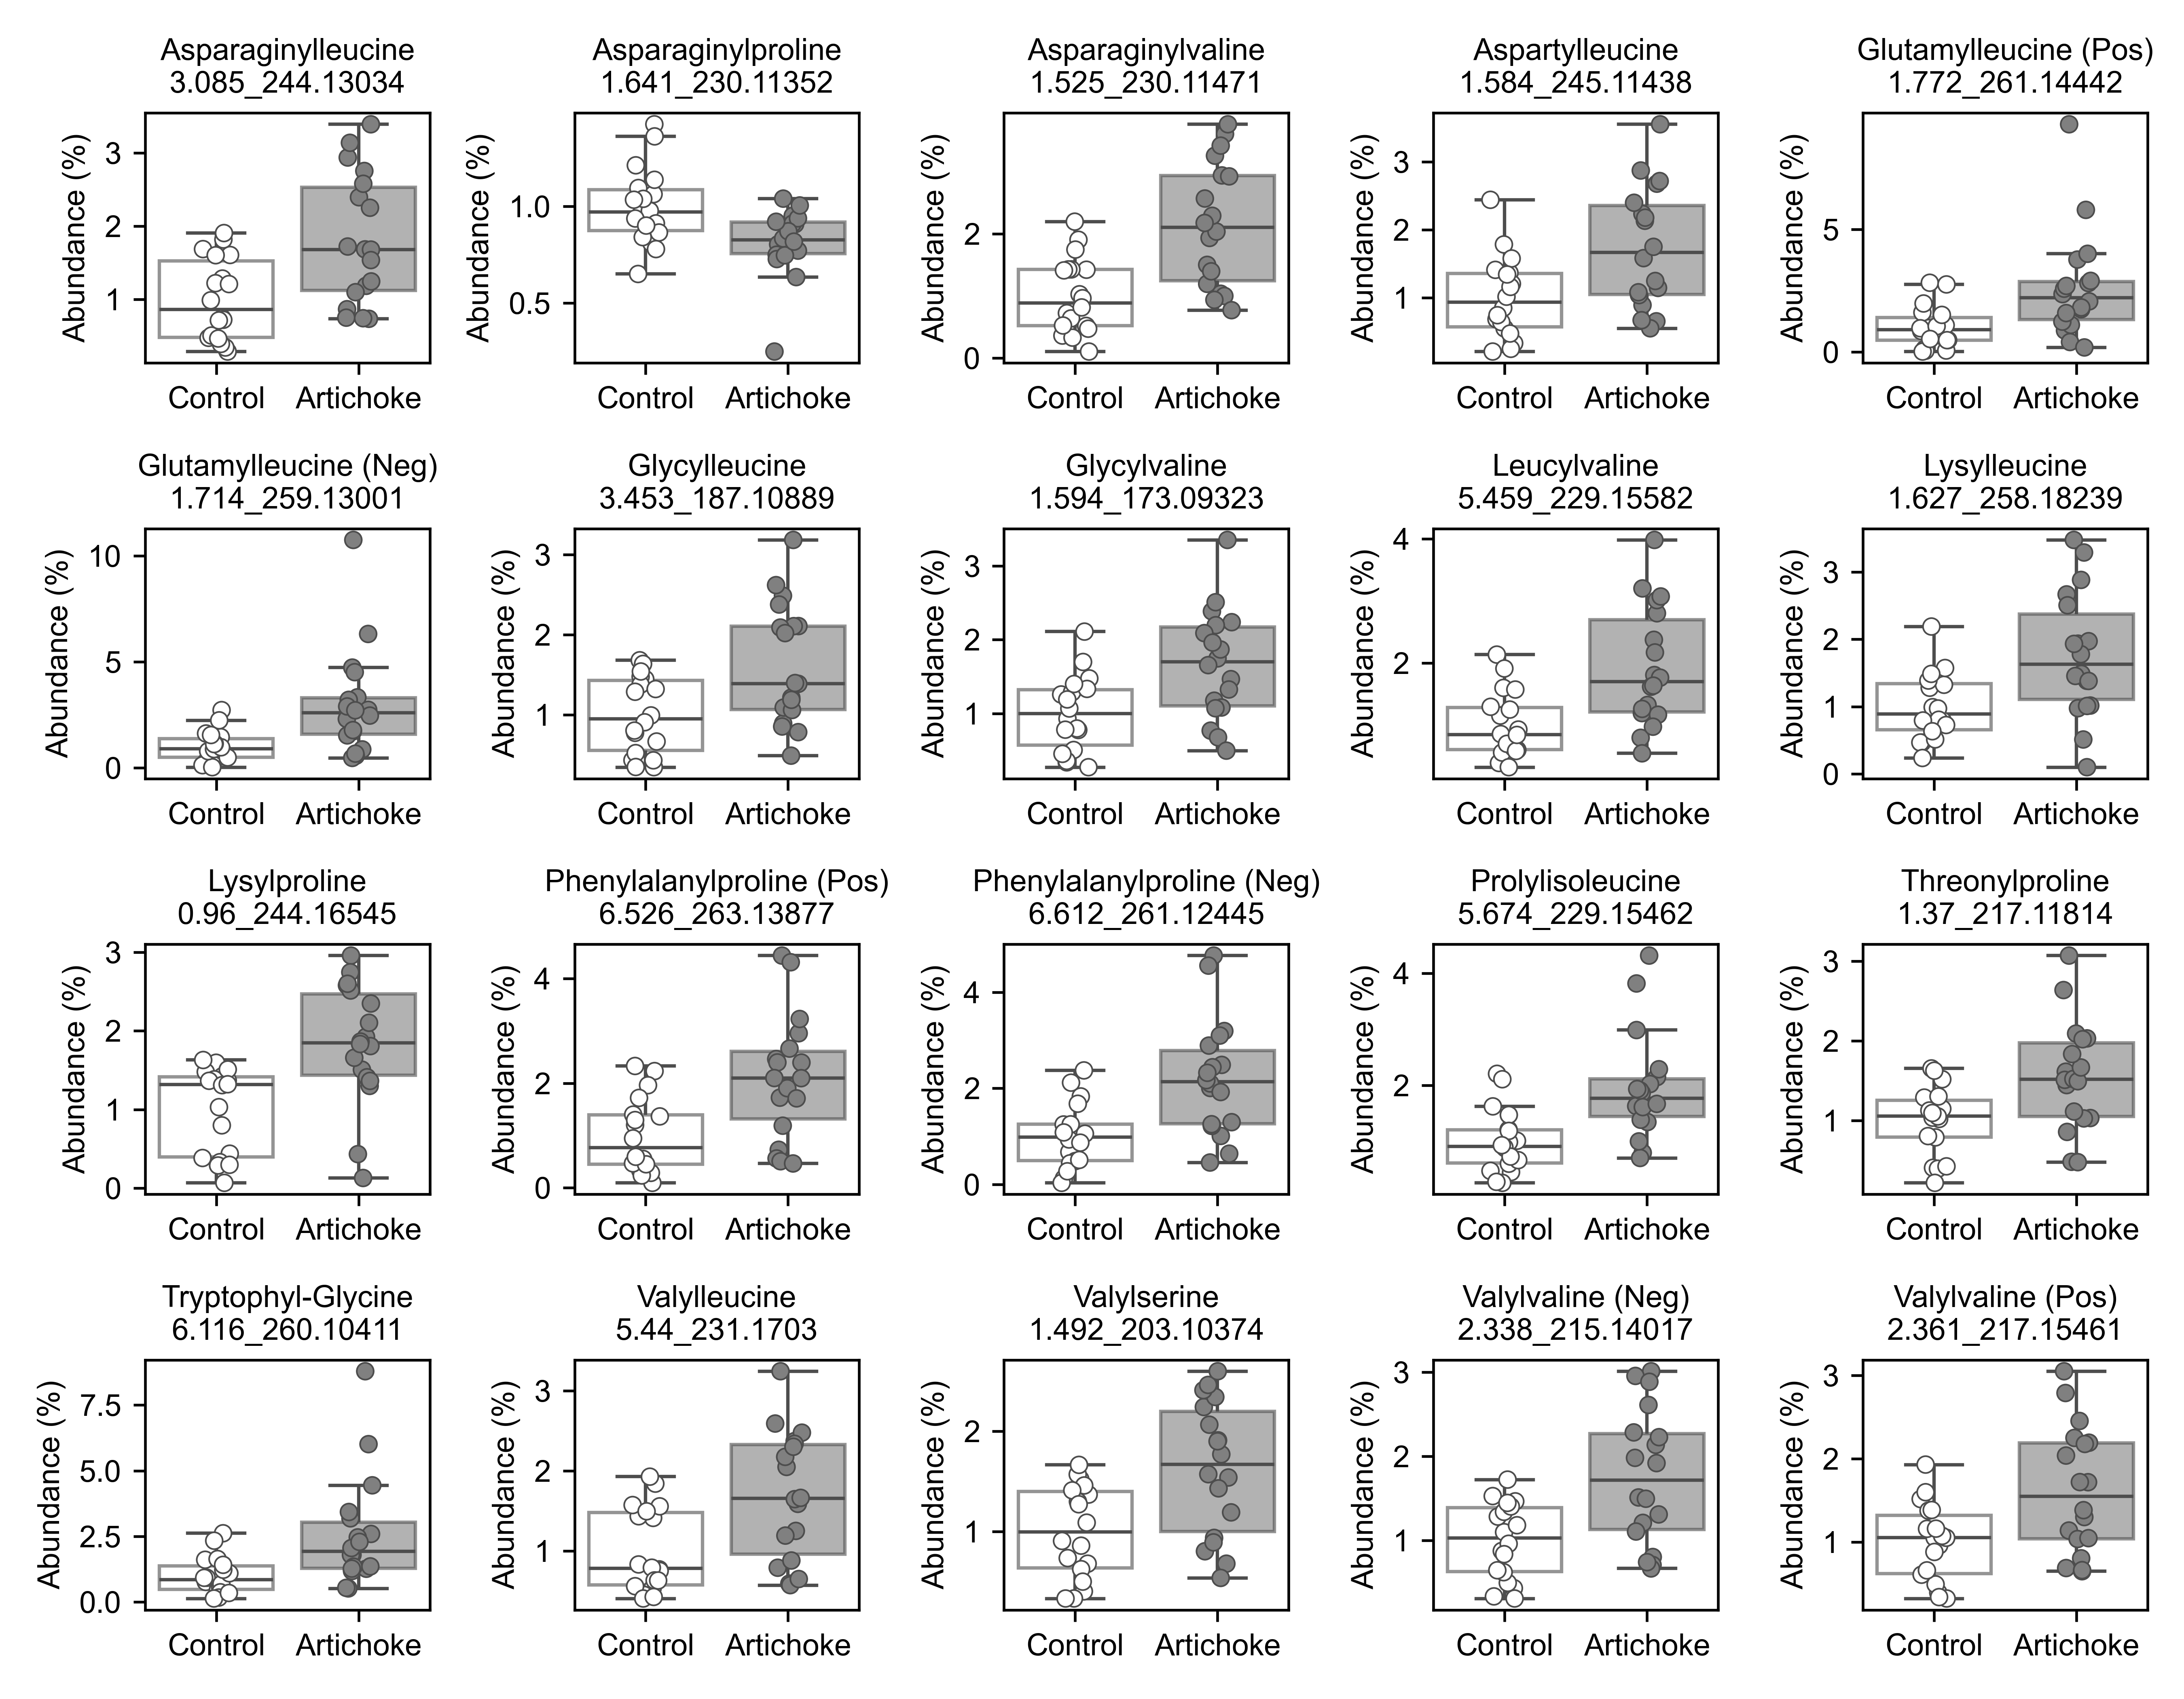 Asparaginylleucine
3.085_244.13034
Abundance (%)
3
2
1
Control Artichoke
Asparaginylproline
1.641_230.11352
Abundance (%)
1.0
0.5
Control Artichoke
Asparaginylvaline
1.525_230.11471
Abundance (%)
2
0
Control Artichoke
Aspartylleucine
1.584_245.11438
Abundance (%)
3
2
1
Control Artichoke
Glutamylleucine (Pos)
1.772_261.14442
Abundance (%)
5
0
Control Artichoke
Glutamylleucine (Neg)
1.714_259.13001
Abundance (%)
10
5
0
Control Artichoke
Glycylleucine
3.453_187.10889
Abundance (%)
3
2
1
Control Artichoke
Glycylvaline
1.594_173.09323
Abundance (%)
3
2
1
Control Artichoke
Leucylvaline
5.459_229.15582
Abundance (%)
4
2
Control Artichoke
Lysylleucine
1.627_258.18239
Abundance (%)
3
2
1
0
Control Artichoke
Lysylproline
0.96_244.16545
Abundance (%)
3
2
1
0
Control Artichoke
Phenylalanylproline (Pos)
6.526_263.13877
Abundance (%)
4
2
0
Control Artichoke
Phenylalanylproline (Neg)
6.612_261.12445
Abundance (%)
4
2
0
Control Artichoke
Prolylisoleucine
5.674_229.15462
Abundance (%)
4
2
Control Artichoke
Threonylproline
1.37_217.11814
Abundance (%)
3
2
1
Control Artichoke
Tryptophyl-Glycine
6.116_260.10411
Abundance (%)
7.5
5.0
2.5
0.0
Control Artichoke
Valylleucine
5.44_231.1703
Abundance (%)
3
2
1
Control Artichoke
Valylserine
1.492_203.10374
Abundance (%)
2
1
Control Artichoke
Valylvaline (Neg)
2.338_215.14017
Abundance (%)
3
2
1
Control Artichoke
Valylvaline (Pos)
2.361_217.15461
Abundance (%)
3
2
1
Control Artichoke